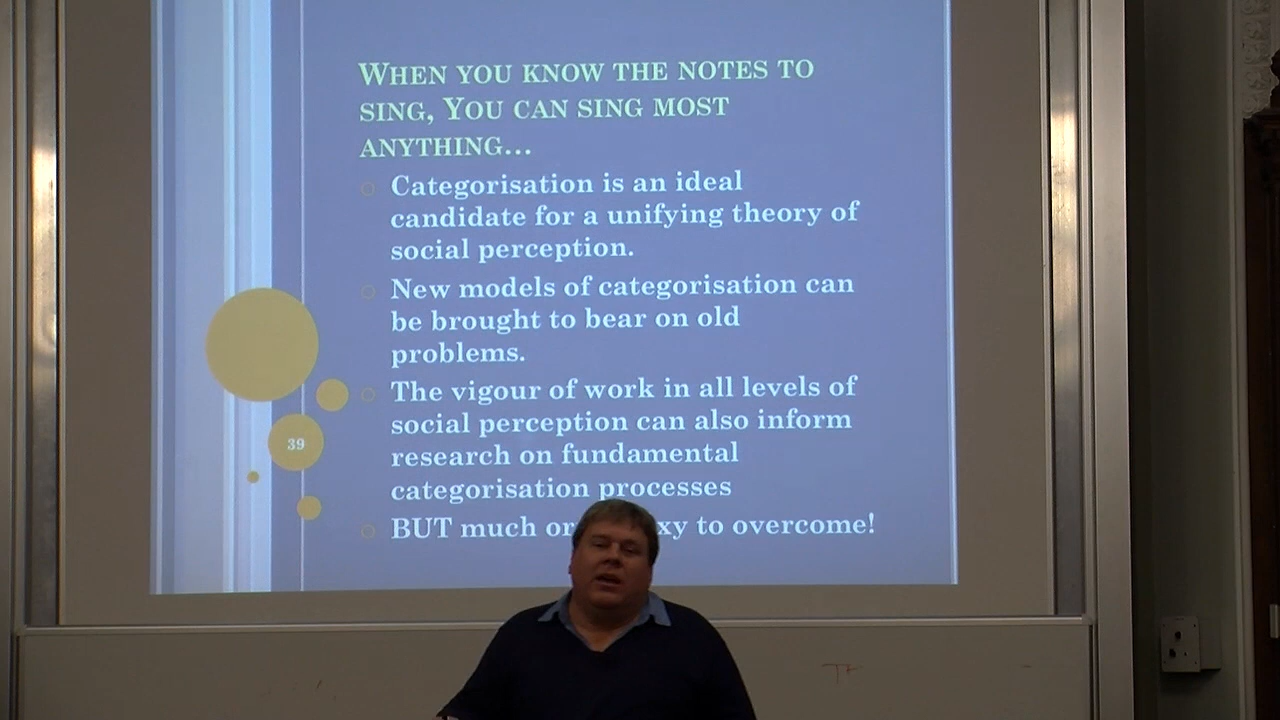 WHEN YOU KNOW THE NOTES TO
SING, YOU CAN SING MOST
ANYTHING...
Categorisation is an ideal
candidate for a unifying theory of
social perception.
New models of categorisation can
be brought to bear on old
problems.
The vigour of work in all levels of
social perception can also inform
research on fundamental
categorisation processes
BUT much or xy to overcome!
39